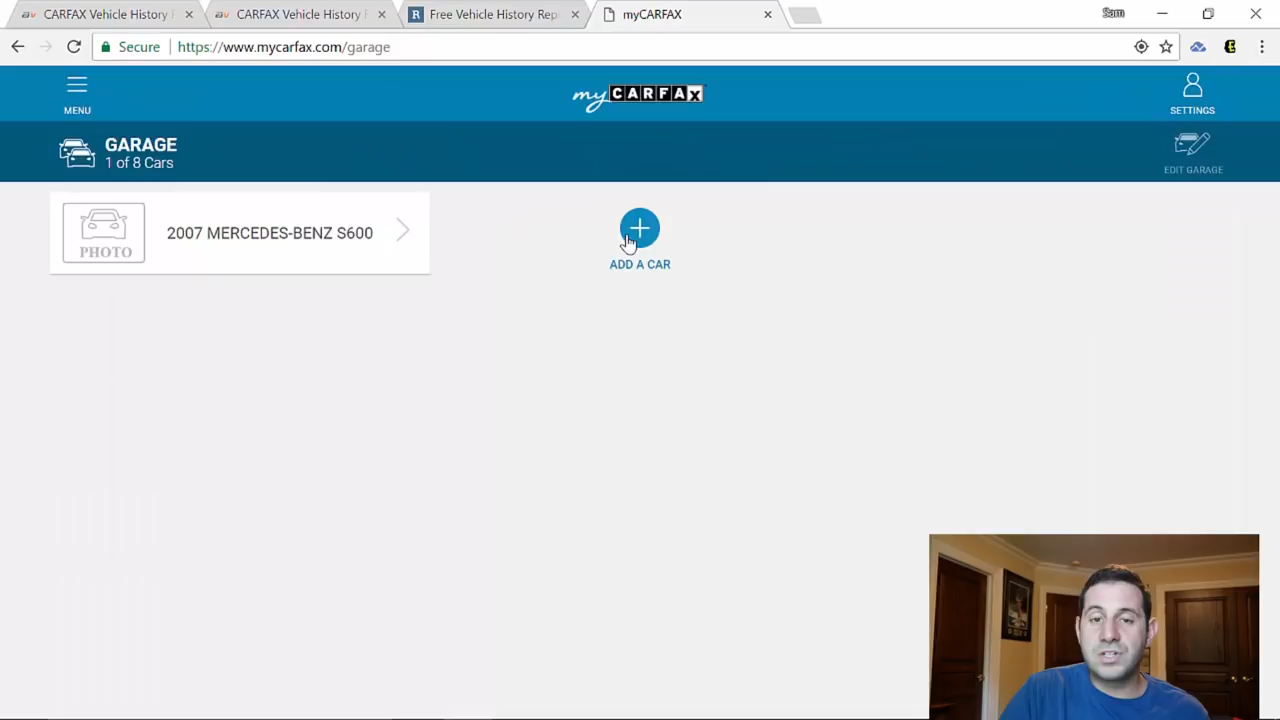 CARFAX Vehicle History F
CARFAX Vehicle History F
R Free Vehicle History Rep
myCARFAX
Sam
Secure
https://www.mycarfax.com/garage
MENU
my CARFAX
SETTINGS
GARAGE
1 of 8 Cars
EDIT GARAGE
PHOTO
2007 MERCEDES-BENZ S600
ADD A CAR